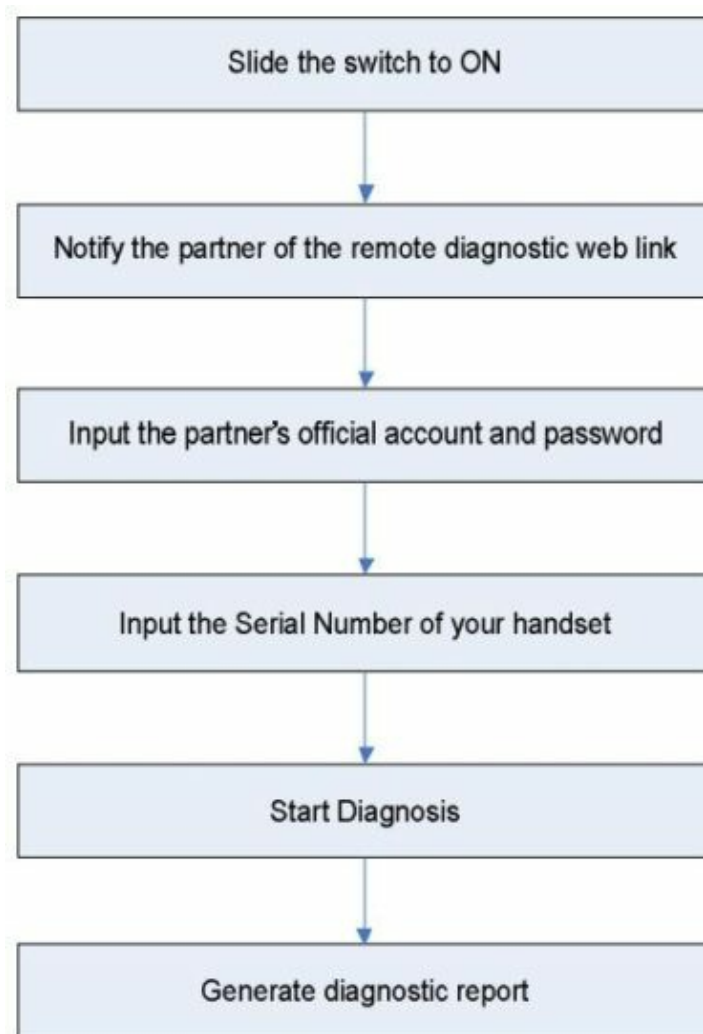 Slide the switch to ON
Notify the partner of the remote diagnostic web link
Input the partner's official account and password
Input the Serial Number of your handset
Start Diagnosis
Generate diagnostic report